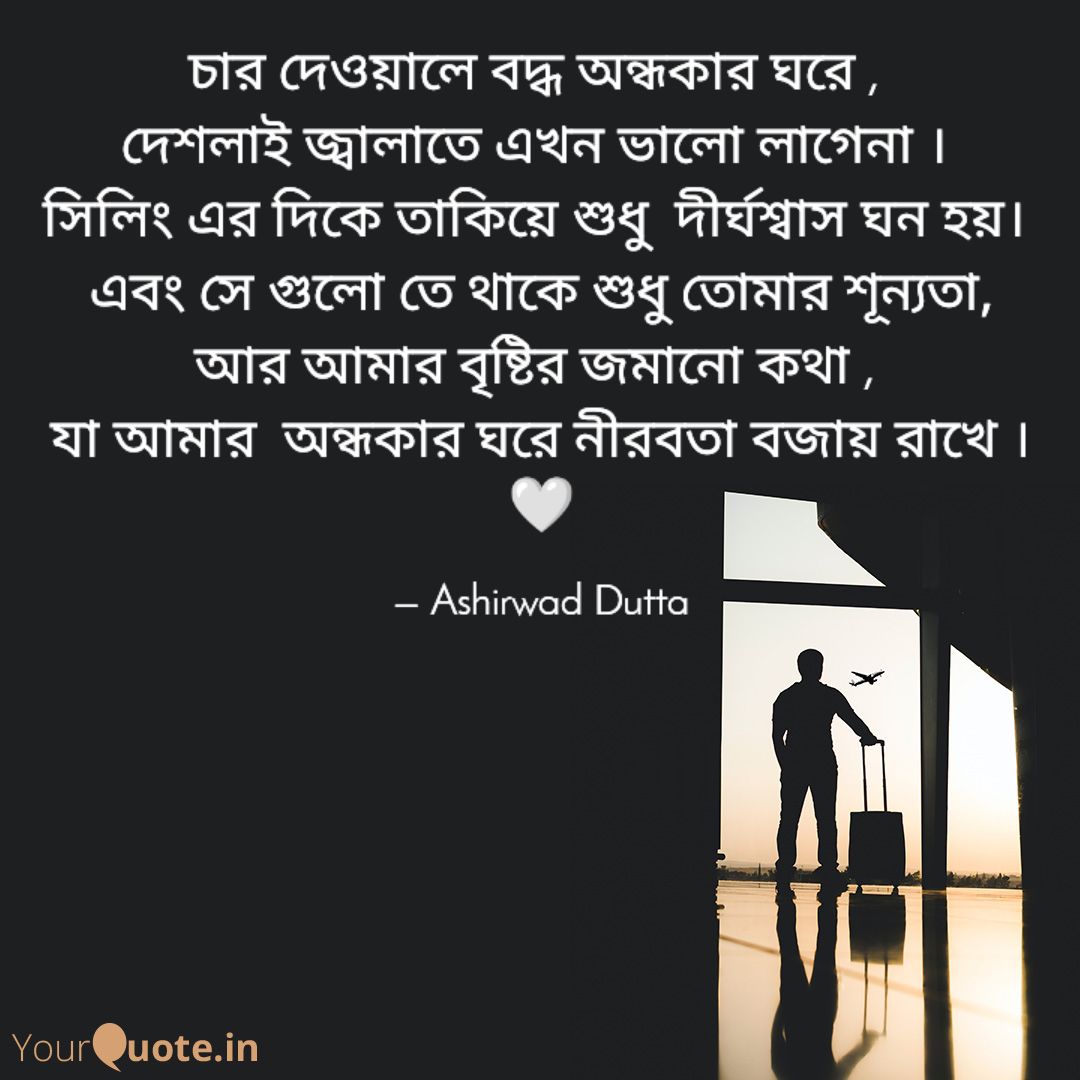 চার দেওয়ালে বদ্ধ অন্ধকার ঘরে ,
দেশলাই জ্বালাতে এখন ভালো লাগেনা ।
সিলিং এর দিকে তাকিয়ে শুধু  দীর্ঘশ্বাস ঘন হয়।
এবং সে গুলো তে থাকে শুধু তোমার শূন্যতা,
আর আমার বৃষ্টির জমানো কথা ,
যা আমার  অন্ধকার ঘরে নীরবতা বজায় রাখে ।
🤍
– Ashirwad Dutta
YourQuote.in